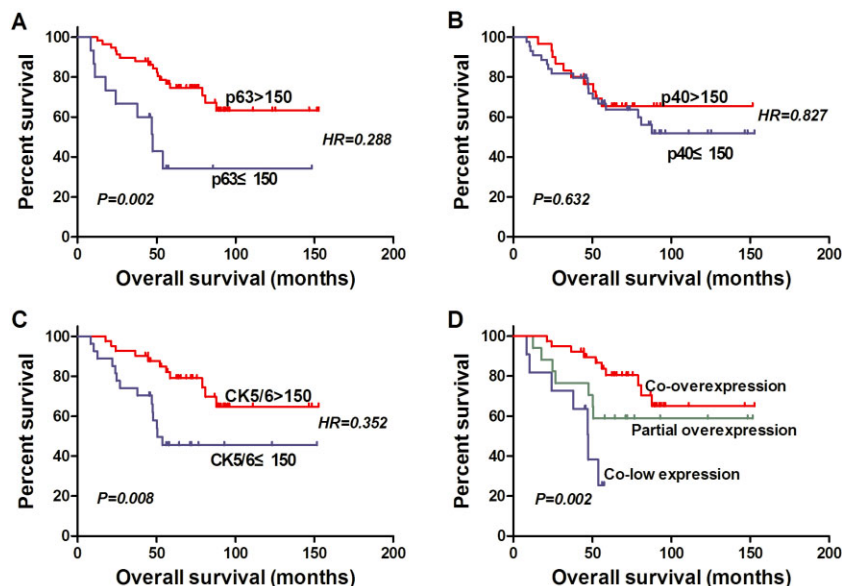 A
Percent survival
100
80
60
40
20
0
p63>150
HR=0.288
p63≤ 150
P=0.002
0 50 100 150 200
Overall survival (months)
B
Percent survival
100
80
60
40
20
0
p40>150
HR=0.827
p40≤ 150
P=0.632
0 50 100 150 200
Overall survival (months)
C
Percent survival
100
80
60
40
20
0
CK5/6>150
HR=0.352
CK5/6≤ 150
P=0.008
0 50 100 150 200
Overall survival (months)
D
Percent survival
100
80
60
40
20
0
Co-overexpression
Partial overexpression
Co-low expression
P=0.002
0 50 100 150 200
Overall survival (months)